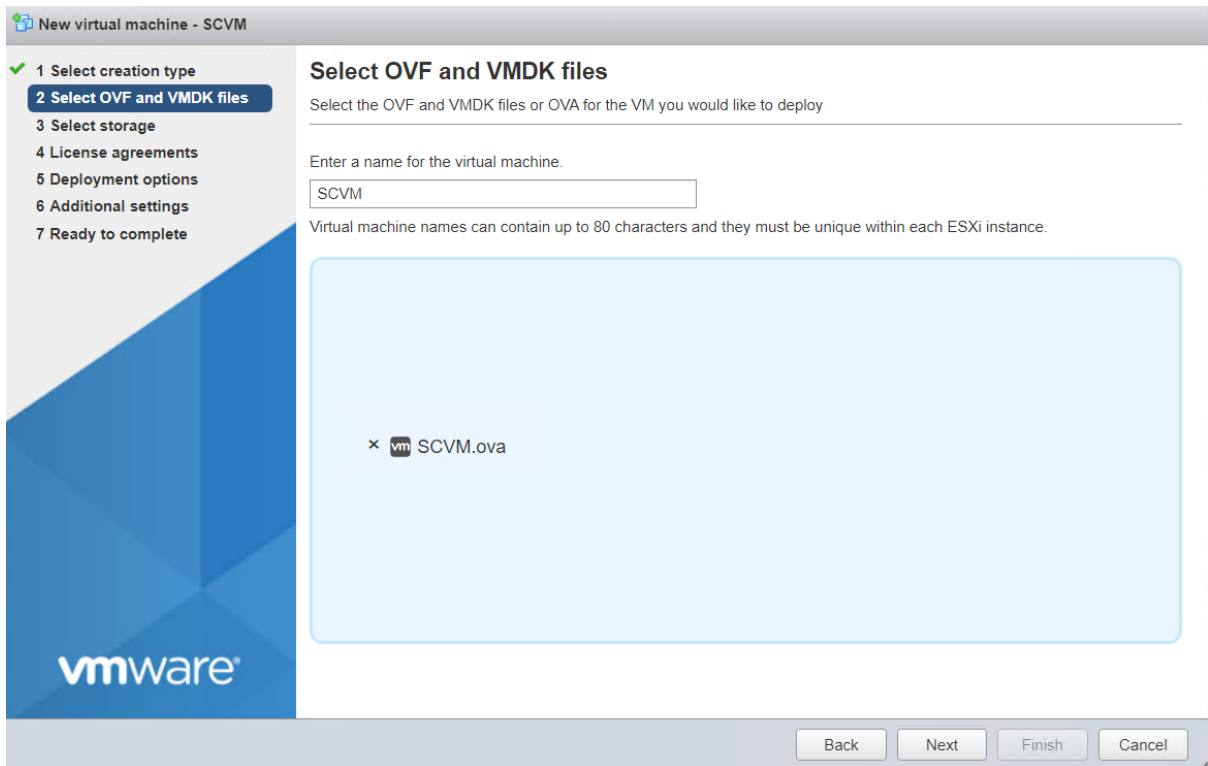 New virtual machine - SCVM
1 Select creation type
2 Select OVF and VMDK files
3 Select storage
4 License agreements
5 Deployment options
6 Additional settings
7 Ready to complete
vmware®
Select OVF and VMDK files
Select the OVF and VMDK files or OVA for the VM you would like to deploy
Enter a name for the virtual machine.
SCVM
Virtual machine names can contain up to 80 characters and they must be unique within each ESXi instance.
× vm SCVM.ova
Back Next Finish Cancel